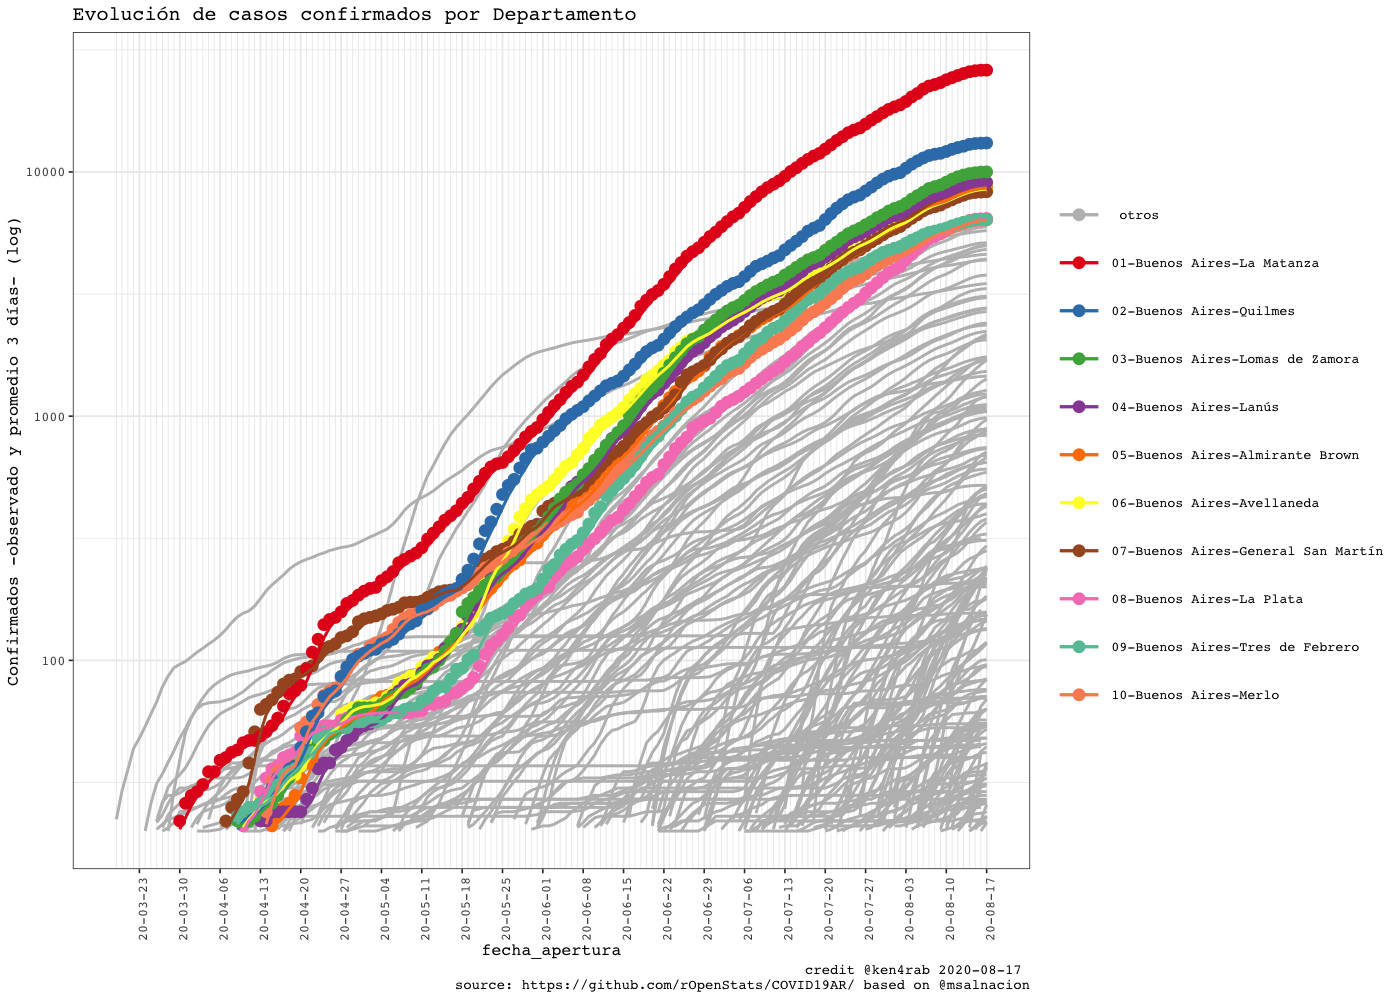 Evolución de casos confirmados por Departamento
Confirmados -observado y promedio 3 días- (log)
10000
1000
100
20-03-23
20-03-30
20-04-06
20-04-13
20-04-20
20-04-27
20-05-04
20-05-11
20-05-18
20-05-25
20-06-01
20-06-08
20-06-15
20-06-22
20-06-29
20-07-06
20-07-13
20-07-20
20-07-27
20-08-03
20-08-10
20-08-17
fecha_apertura
otros
01-Buenos Aires-La Matanza
02-Buenos Aires-Quilmes
03-Buenos Aires-Lomas de Zamora
04-Buenos Aires-Lanús
05-Buenos Aires-Almirante Brown
06-Buenos Aires-Avellaneda
07-Buenos Aires-General San Martín
08-Buenos Aires-La Plata
09-Buenos Aires-Tres de Febrero
10-Buenos Aires-Merlo
credit @ken4rab 2020-08-17
source: https://github.com/rOpenStats/COVID19AR/ based on @msalnacion